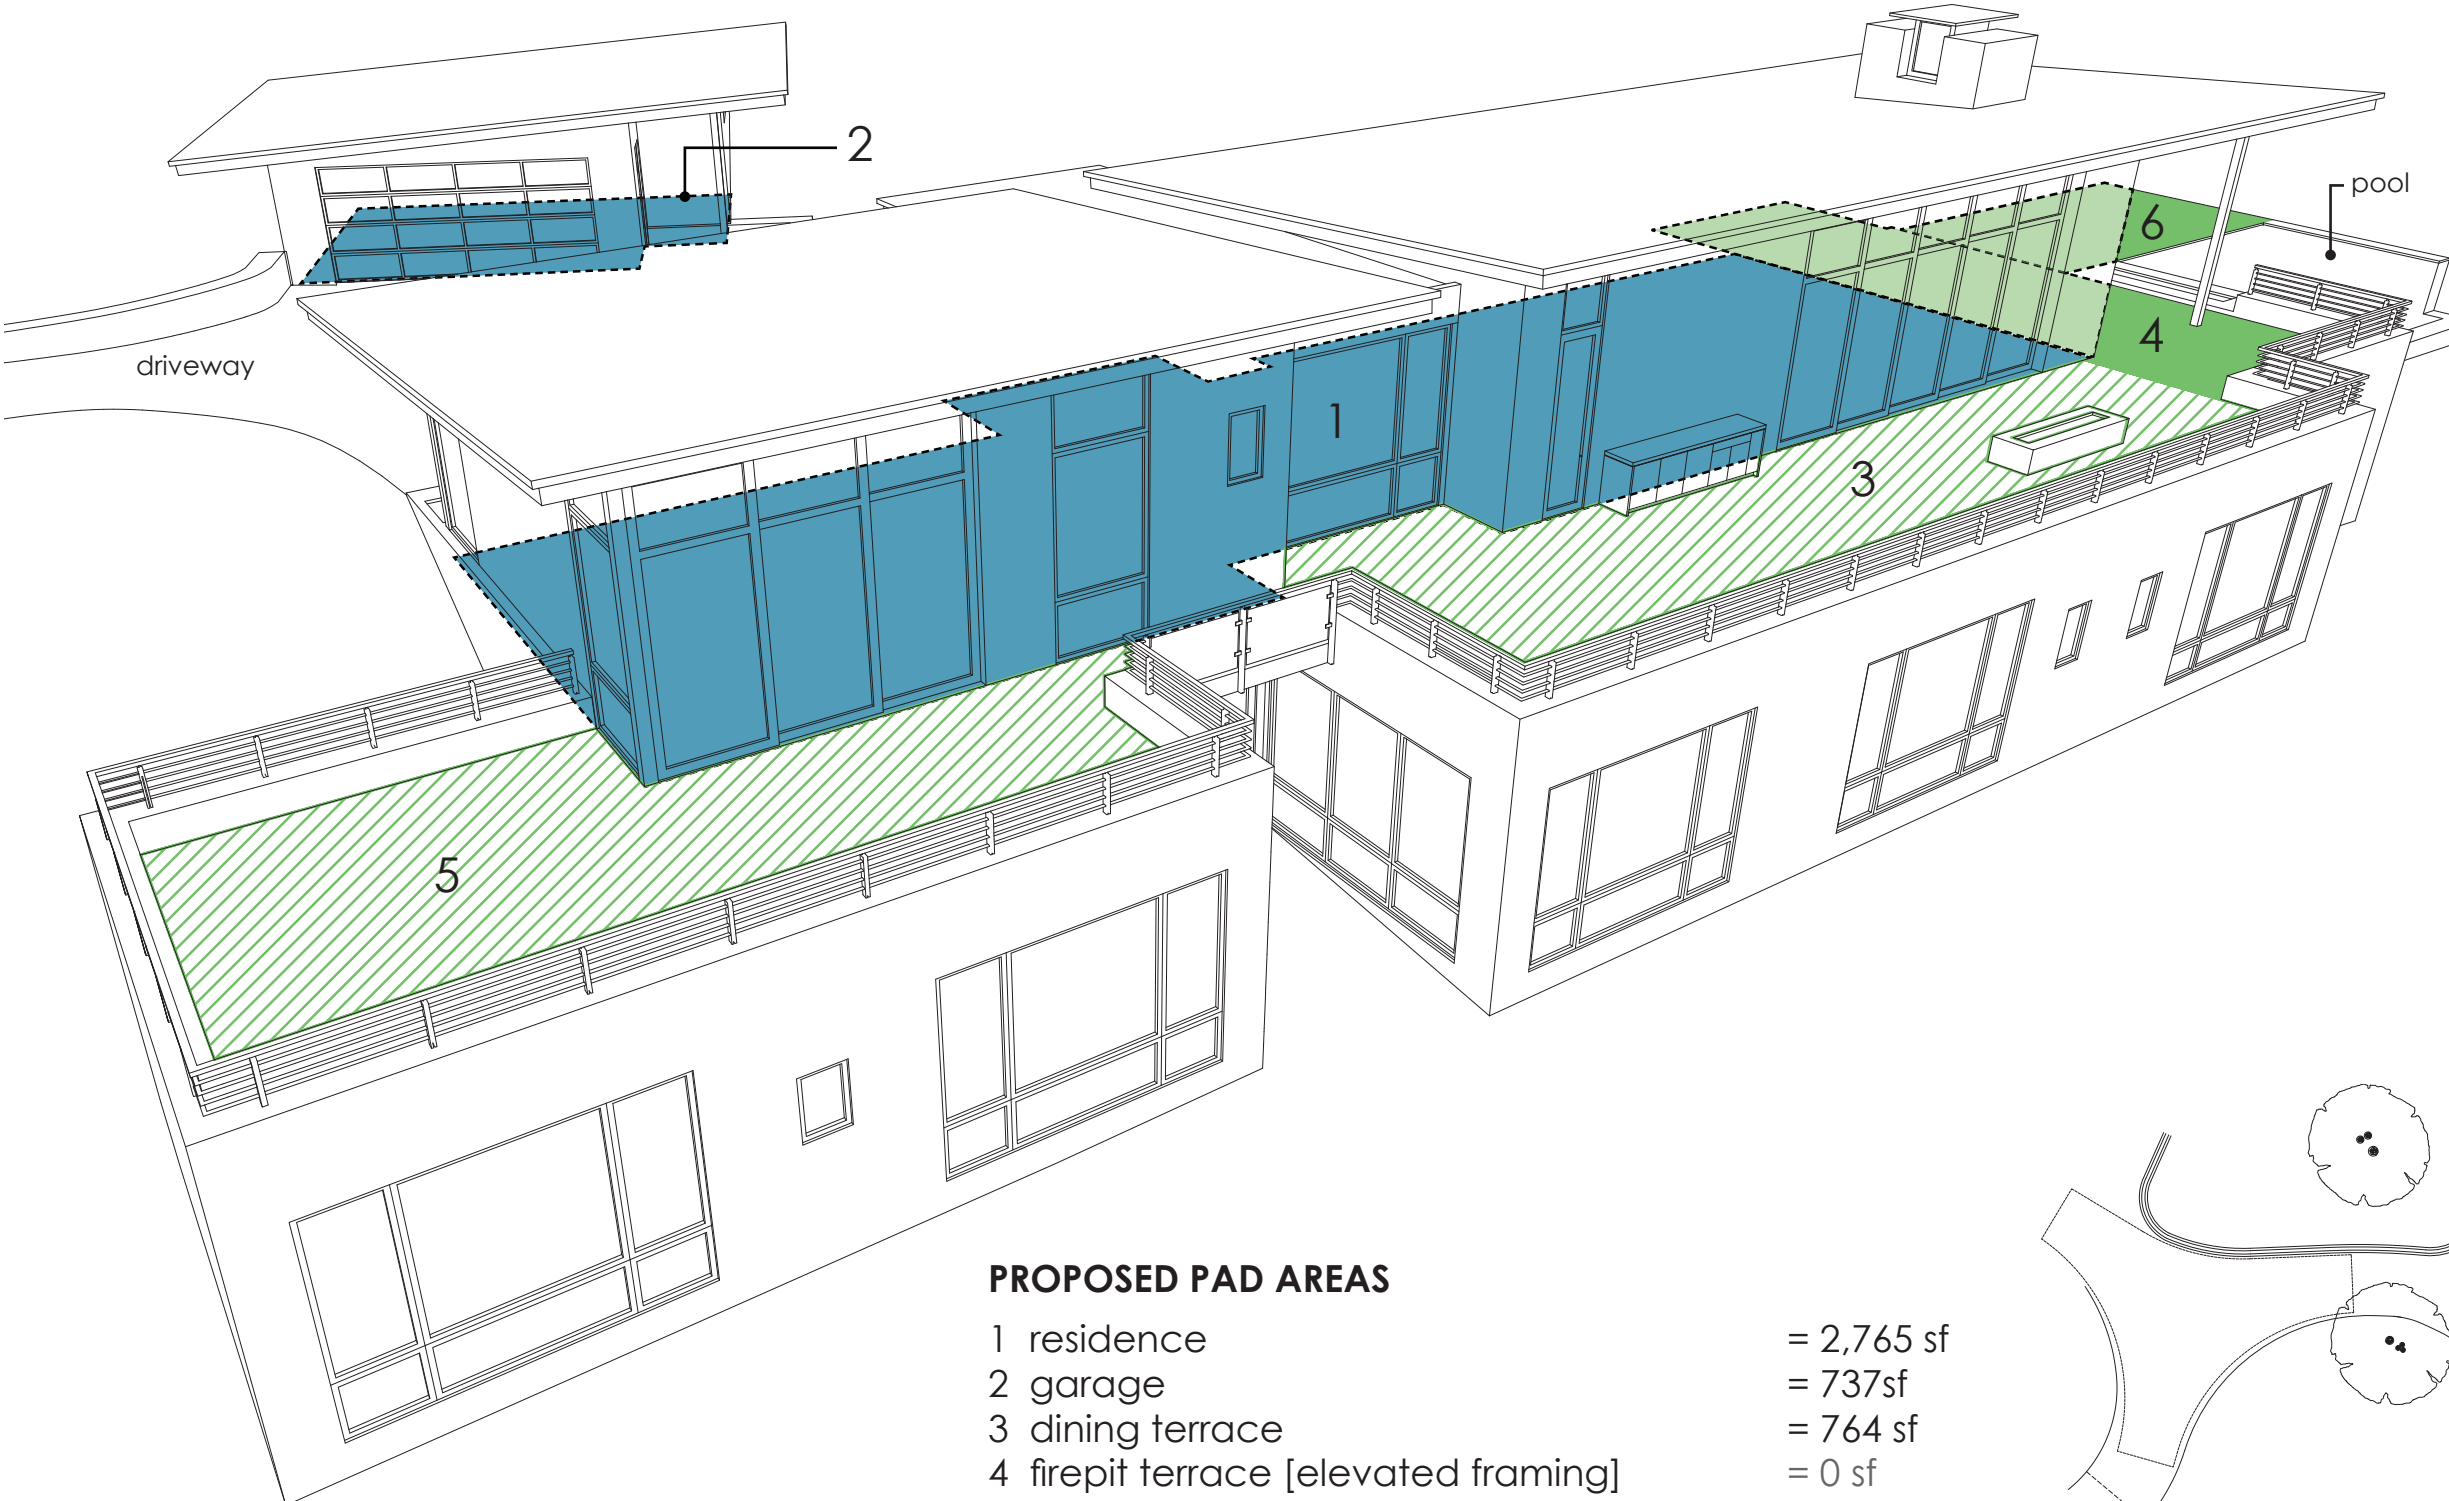 2
pool
6
driveway
4
1
3
5
PROPOSED PAD AREAS
1 residence = 2,765 sf
2 garage = 737sf
3 dining terrace = 764 sf
4 firepit terrace [elevated framing] = 0 sf